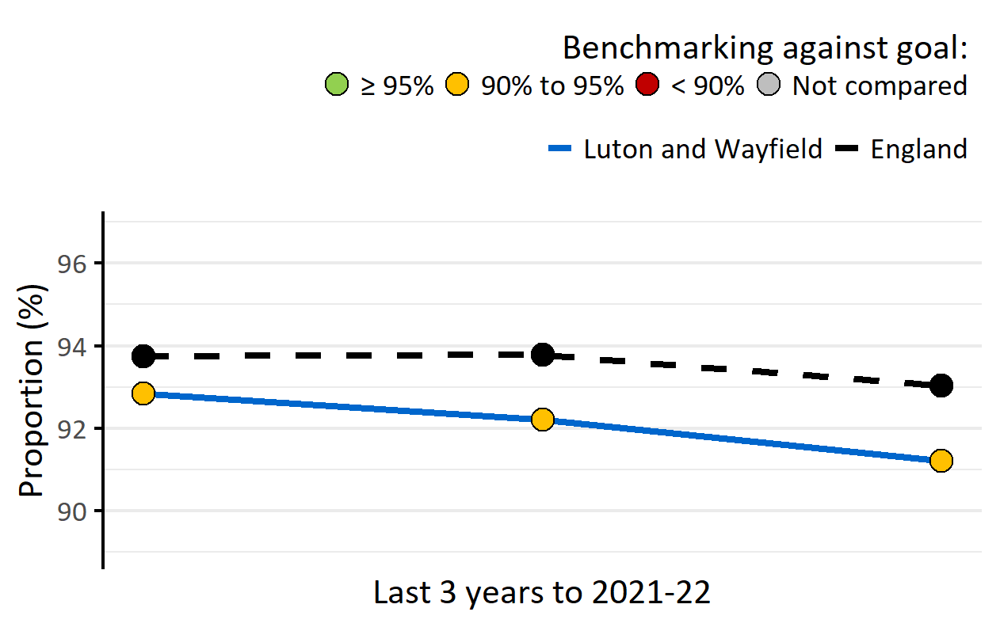 Benchmarking against goal:
≥ 95% 90% to 95% < 90% Not compared
Luton and Wayfield England
Proportion (%)
96
94
92
90
Last 3 years to 2021-22